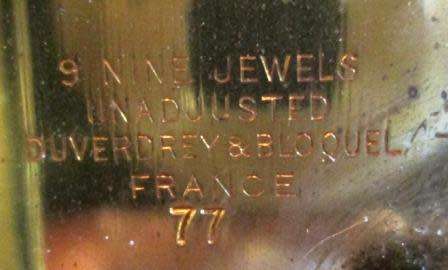 9 NINE JEWELS
UNADJUSTED
DUVERDREY & BLOQUEL
FRANCE
77